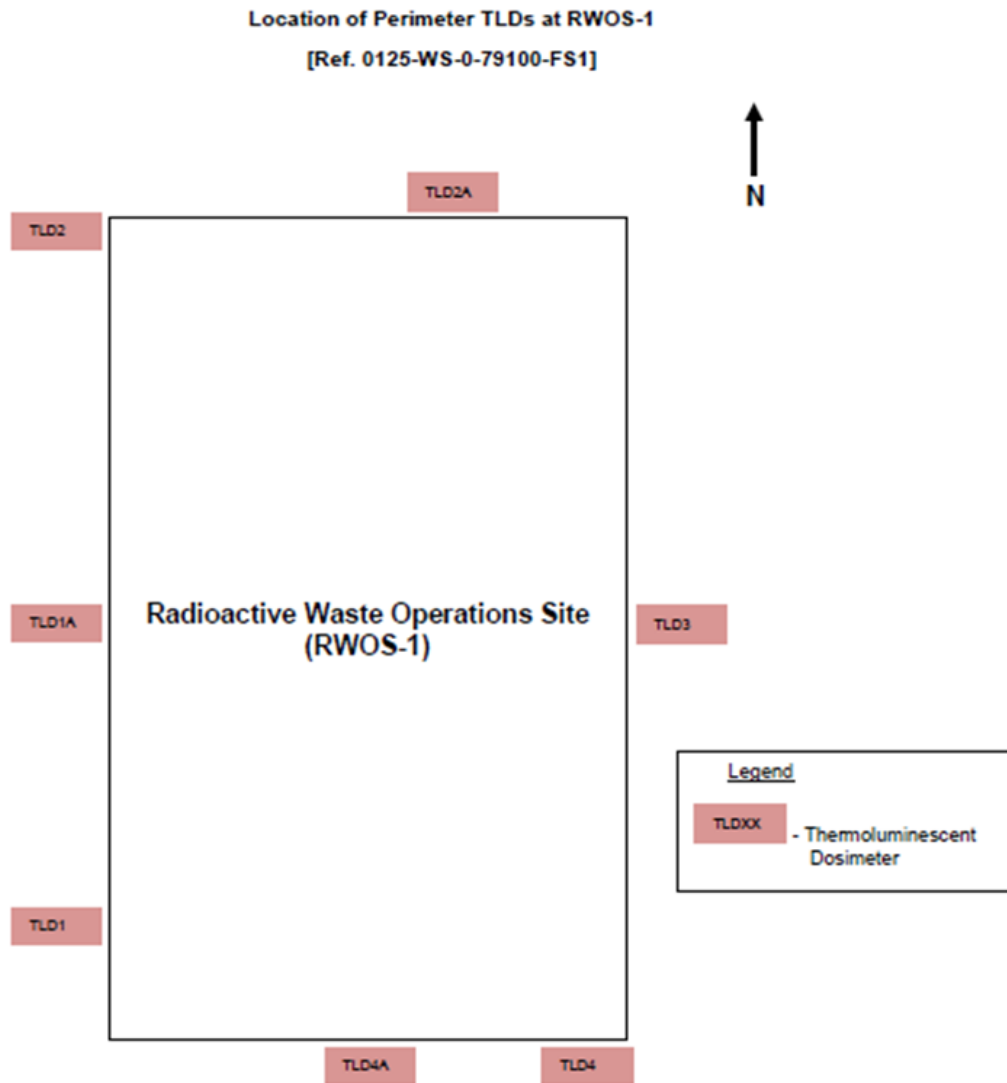 Location of Perimeter TLDs at RWOS-1
[Ref. 0125-WS-0-79100-FS1]
N
TLD2A
TLD2
TLD1A
Radioactive Waste Operations Site
(RWOS-1)
TLD3
Legend
TLDXX - Thermoluminescent
Dosimeter
TLD1
TLD4A
TLD4